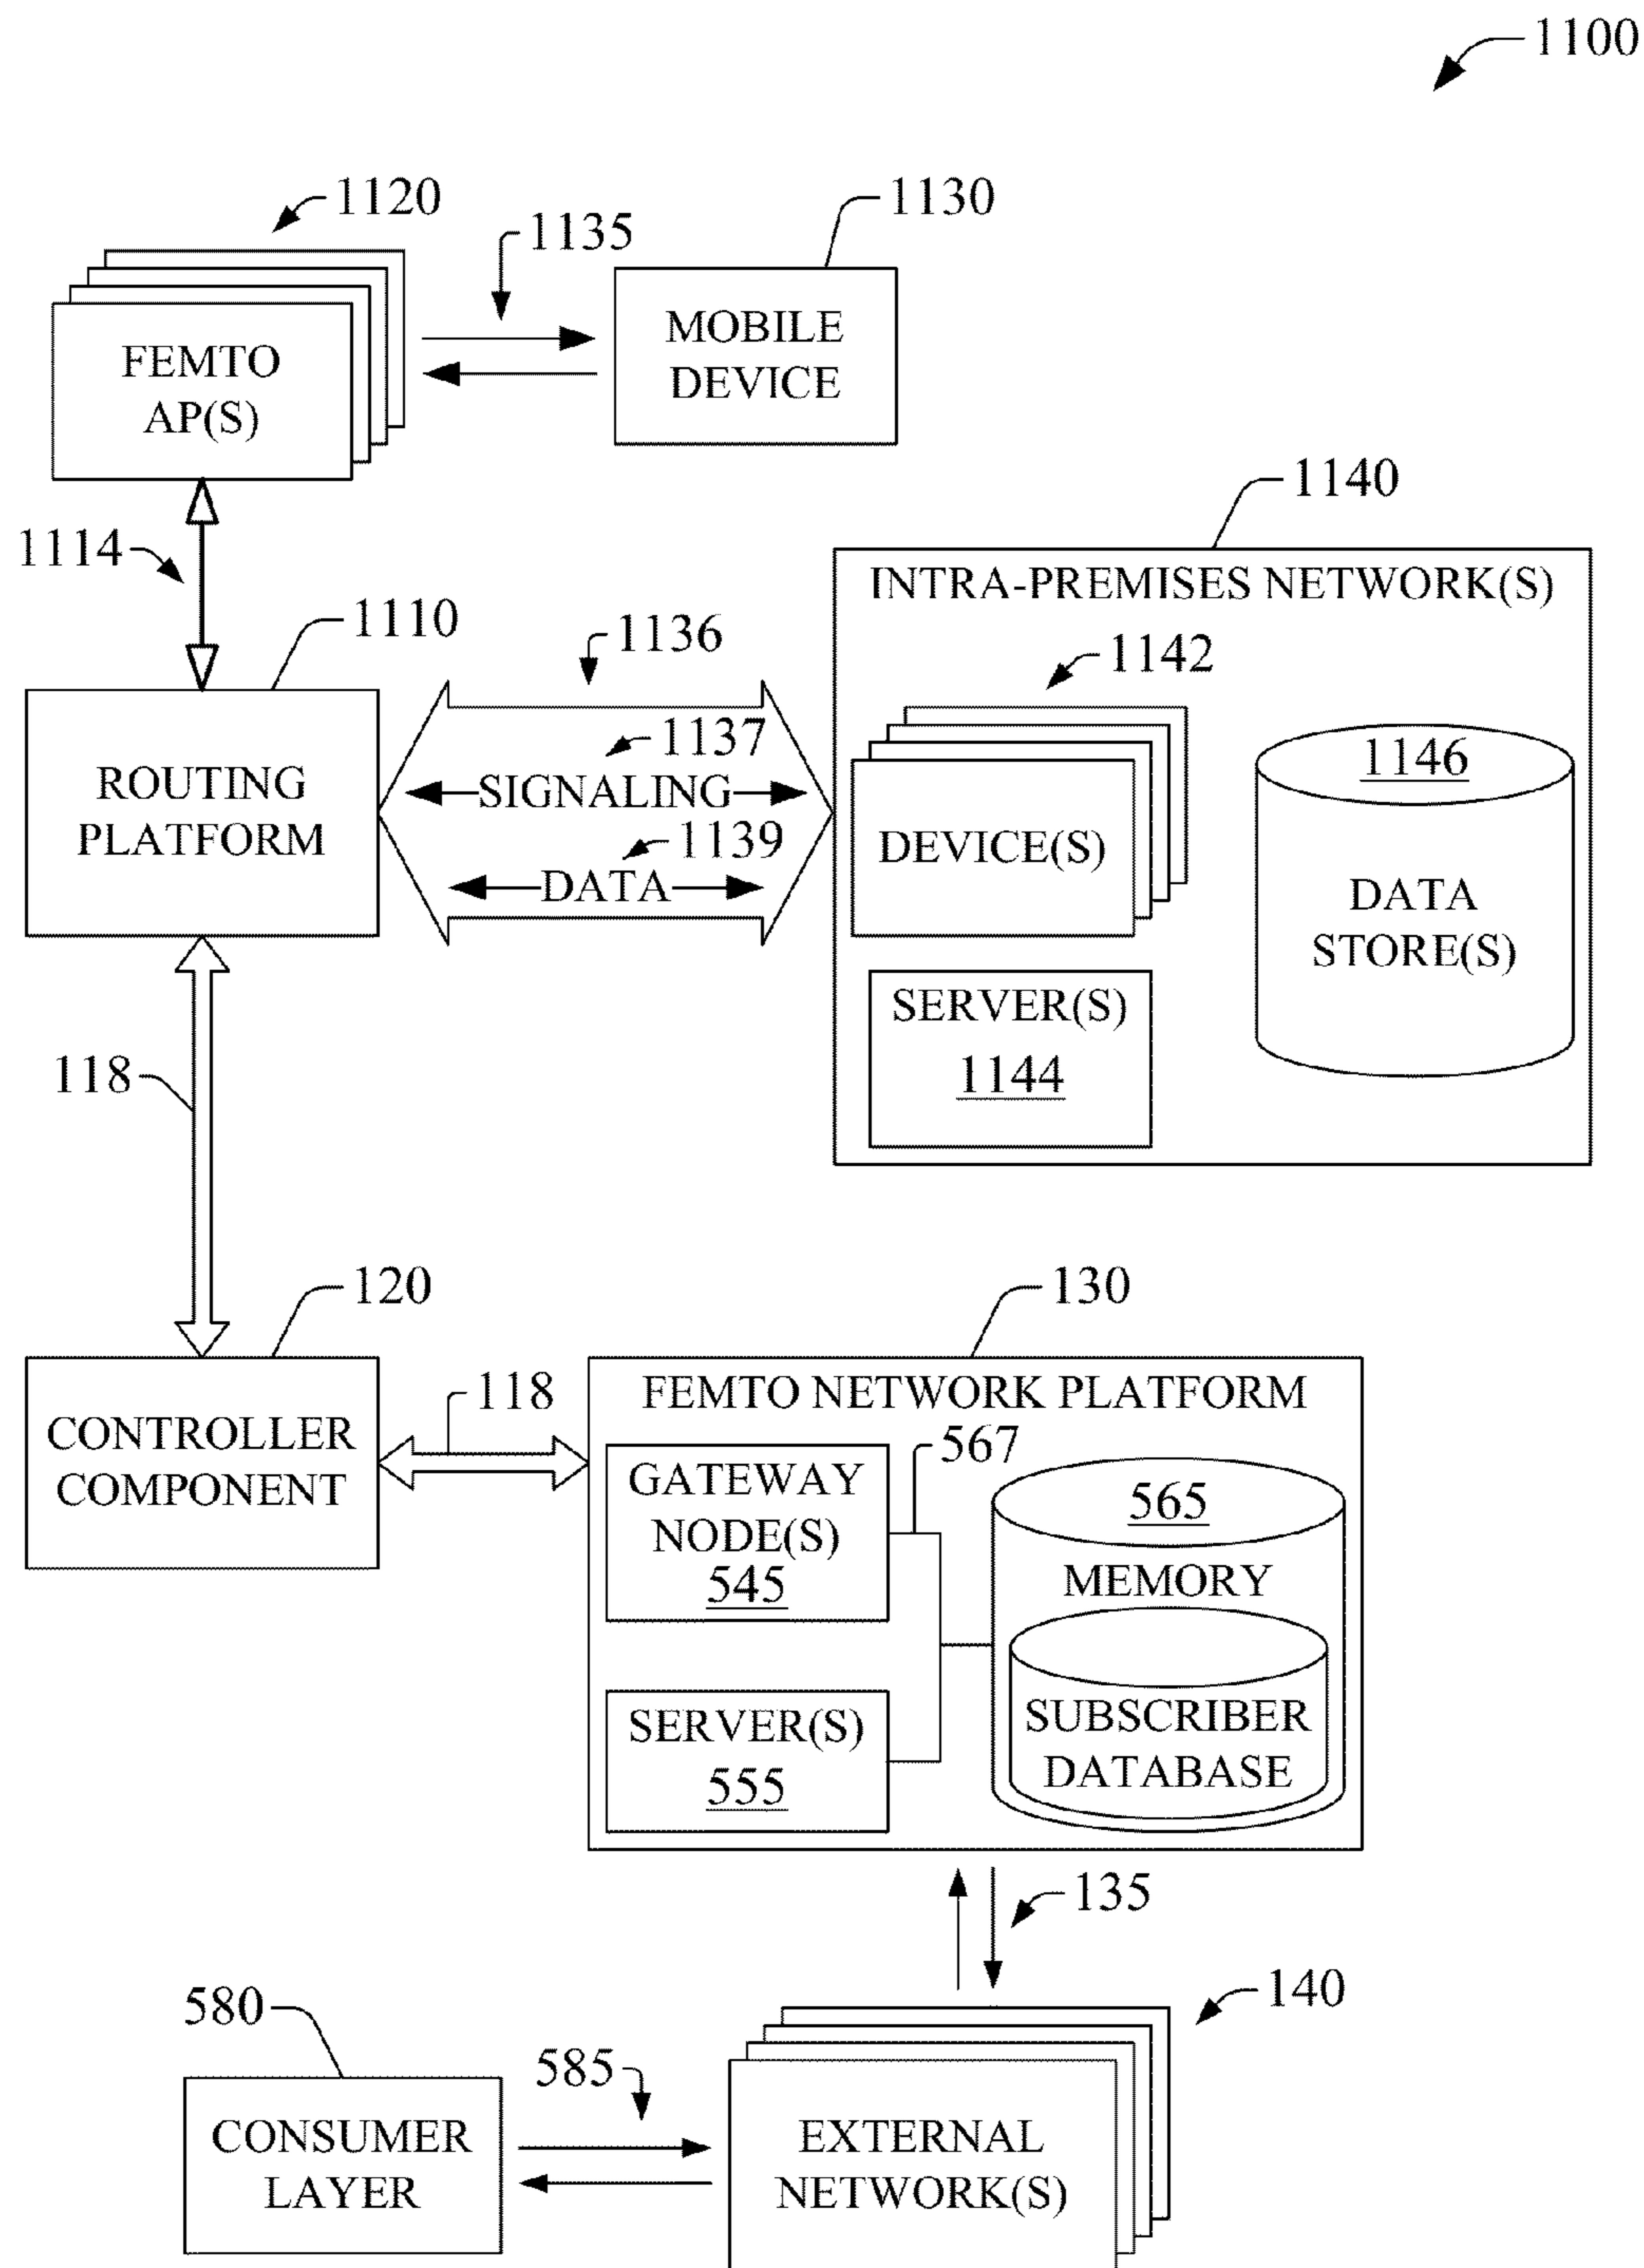 1100
1120
1135
1130
FEMTO
AP(S)
MOBILE
DEVICE
1114
1140
INTRA-PREMISES NETWORK(S)
1110
1136
1142
1137
SIGNALING
1139
DATA
ROUTING
PLATFORM
DEVICE(S)
1146
DATA
STORE(S)
SERVER(S)
1144
118
120
130
CONTROLLER
COMPONENT
118
FEMTO NETWORK PLATFORM
567
GATEWAY
NODE(S)
545
565
MEMORY
SUBSCRIBER
DATABASE
SERVER(S)
555
135
140
580
585
CONSUMER
LAYER
EXTERNAL
NETWORK(S)